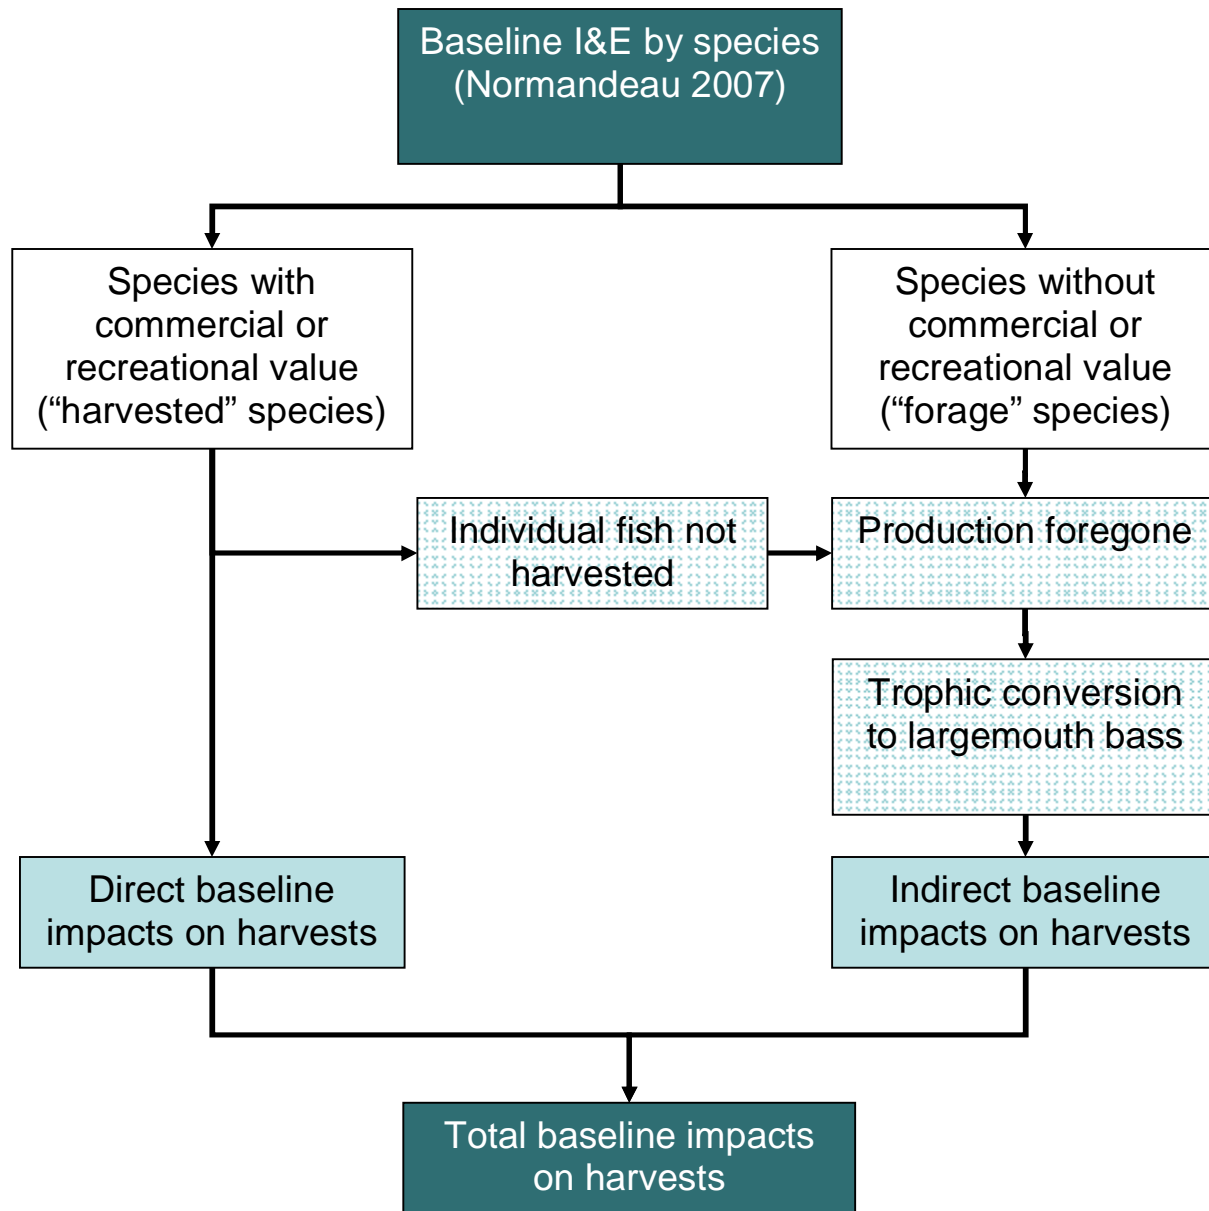 Baseline I&E by species
(Normandeau 2007)
Species with
commercial or
recreational value
(“harvested” species)
Species without
commercial or
recreational value
(“forage” species)
Individual fish not
harvested
Production foregone
Trophic conversion
to largemouth bass
Direct baseline
impacts on harvests
Indirect baseline
impacts on harvests
Total baseline impacts
on harvests